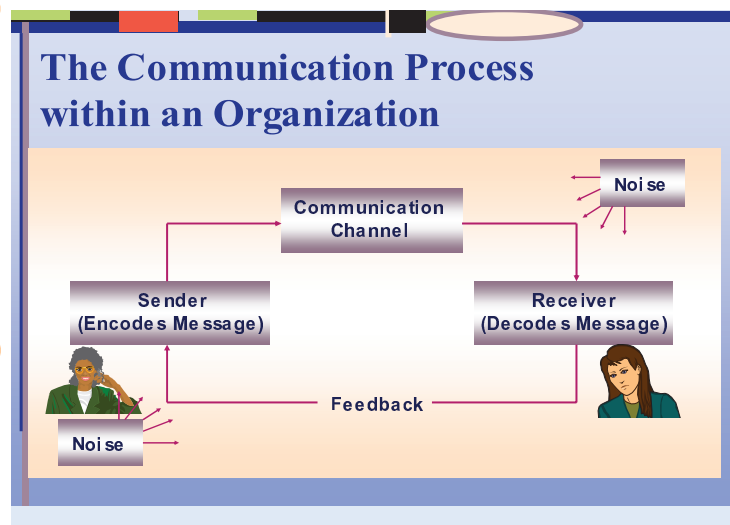 The Communication Process
within an Organization
Noise
Communication
Channel
Sender
(Encodes Message)
Receiver
(Decodes Message)
Feedback
Noise